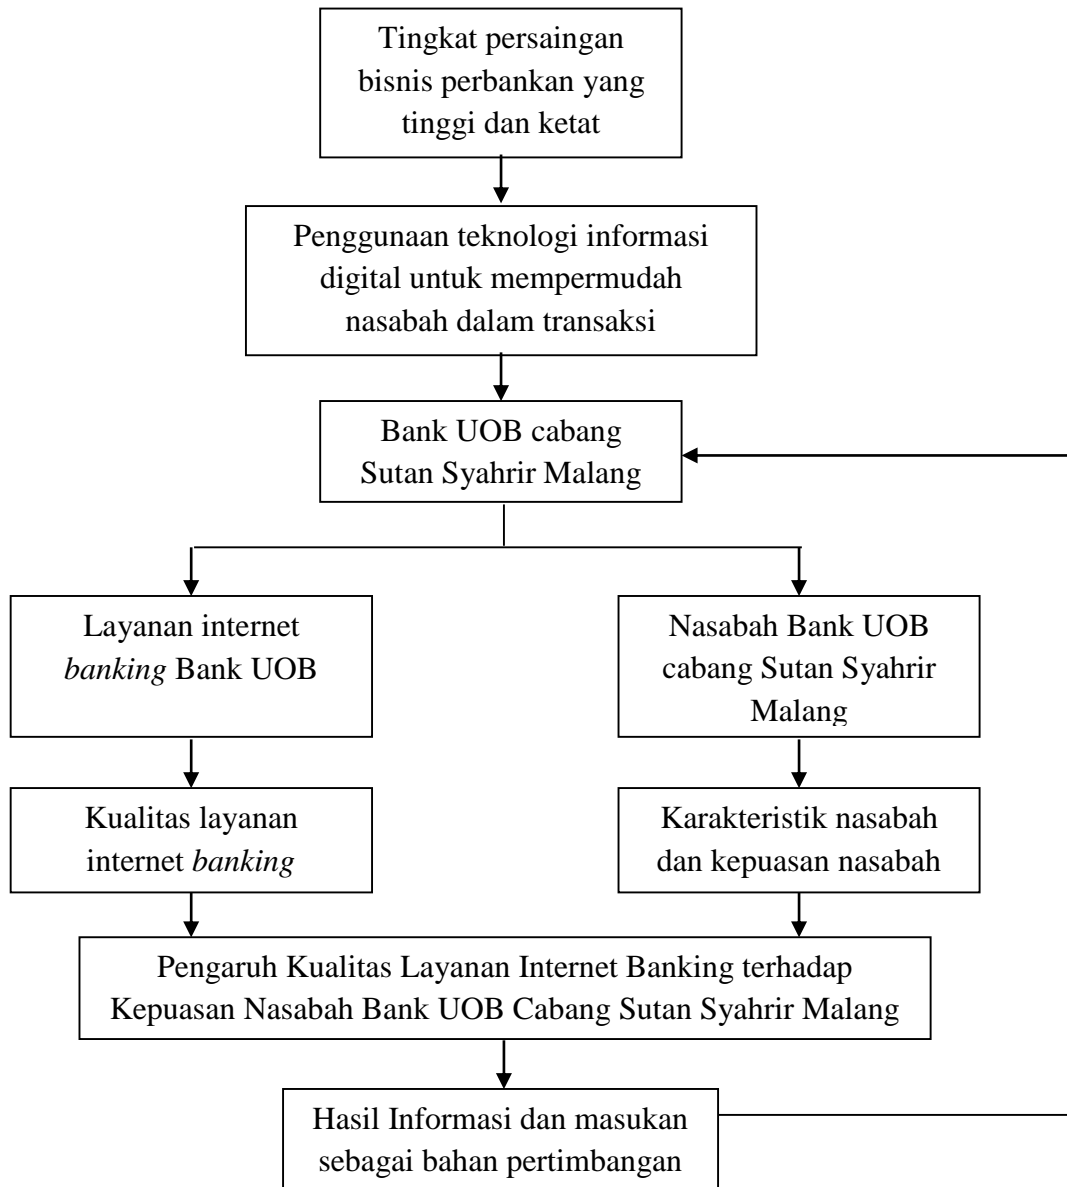 Tingkat persaingan
bisnis perbankan yang
tinggi dan ketat
Penggunaan teknologi informasi
digital untuk mempermudah
nasabah dalam transaksi
Bank UOB cabang
Sutan Syahrir Malang
Layanan internet
banking Bank UOB
Nasabah Bank UOB
cabang Sutan Syahrir
Malang
Kualitas layanan
internet banking
Karakteristik nasabah
dan kepuasan nasabah
Pengaruh Kualitas Layanan Internet Banking terhadap
Kepuasan Nasabah Bank UOB Cabang Sutan Syahrir Malang
Hasil Informasi dan masukan
sebagai bahan pertimbangan